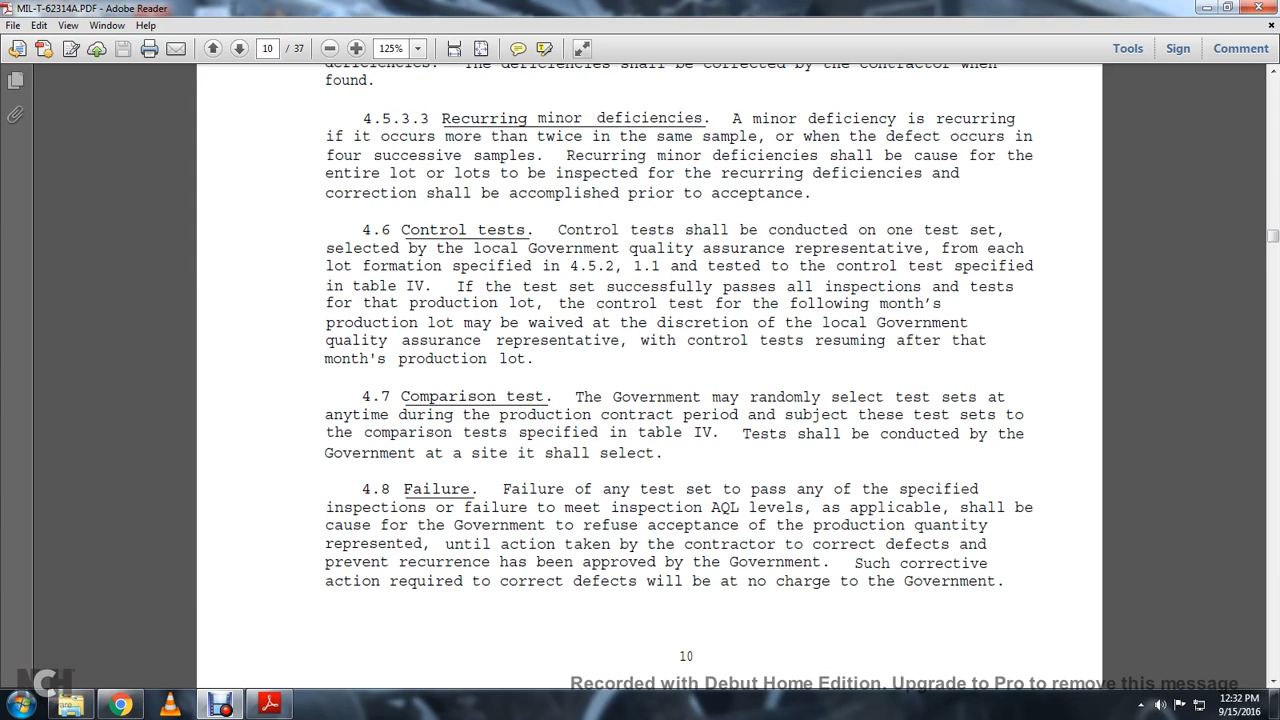 MIL-T-62314A.PDF - Adobe Reader
File Edit View Window Help
10 / 37 125% Tools Sign Comment
deficiencies. The deficiencies shall be corrected by the contractor when
found.
4.5.3.3 Recurring minor deficiencies. A minor deficiency is recurring
if it occurs more than twice in the same sample, or when the defect occurs in
four successive samples. Recurring minor deficiencies shall be cause for the
entire lot or lots to be inspected for the recurring deficiencies and
correction shall be accomplished prior to acceptance.
4.6 Control tests. Control tests shall be conducted on one test set,
selected by the local Government quality assurance representative, from each
lot formation specified in 4.5.2, 1.1 and tested to the control test specified
in table IV. If the test set successfully passes all inspections and tests
for that production lot, the control test for the following month's
production lot may be waived at the discretion of the local Government
quality assurance representative, with control tests resuming after that
month's production lot.
4.7 Comparison test. The Government may randomly select test sets at
anytime during the production contract period and subject these test sets to
the comparison tests specified in table IV. Tests shall be conducted by the
Government at a site it shall select.
4.8 Failure. Failure of any test set to pass any of the specified
inspections or failure to meet inspection AQL levels, as applicable, shall be
cause for the Government to refuse acceptance of the production quantity
represented, until action taken by the contractor to correct defects and
prevent recurrence has been approved by the Government. Such corrective
action required to correct defects will be at no charge to the Government.
10
Recorded with Debut Home Edition. Upgrade to Pro to remove this message
NCH
12:32 PM
9/15/2016